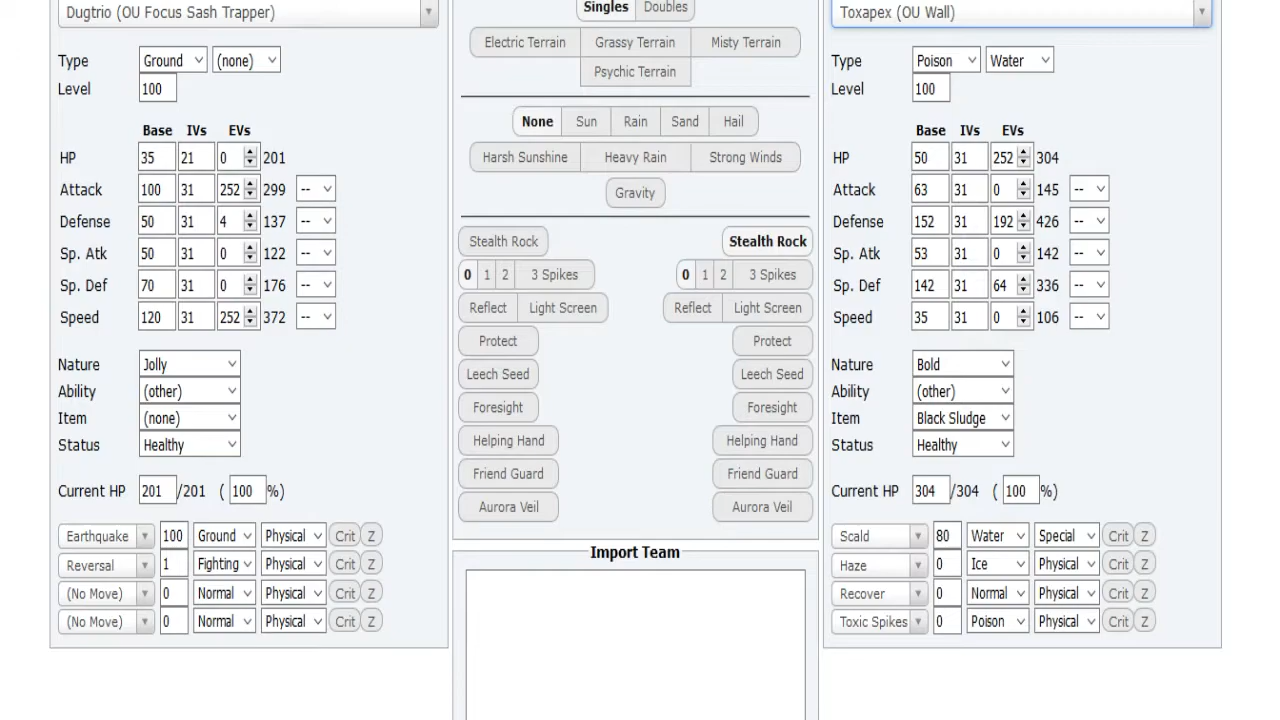 Dugtrio (OU Focus Sash Trapper)
Type Ground (none)
Level 100
Base IVs EVs
HP 35 21 0 201
Attack 100 31 252 299 --
Defense 50 31 4 137 --
Sp. Atk 50 31 0 122 --
Sp. Def 70 31 0 176 --
Speed 120 31 252 372 --
Nature Jolly
Ability (other)
Item (none)
Status Healthy
Current HP 201 /201 ( 100 %)
Earthquake 100 Ground Physical Crit Z
Reversal 1 Fighting Physical Crit Z
(No Move) 0 Normal Physical Crit Z
(No Move) 0 Normal Physical Crit Z
Singles Doubles
Electric Terrain Grassy Terrain Misty Terrain
Psychic Terrain
None Sun Rain Sand Hail
Harsh Sunshine Heavy Rain Strong Winds
Gravity
Stealth Rock Stealth Rock
0 1 2 3 Spikes 0 1 2 3 Spikes
Reflect Light Screen Reflect Light Screen
Protect Protect
Leech Seed Leech Seed
Foresight Foresight
Helping Hand Helping Hand
Friend Guard Friend Guard
Aurora Veil Aurora Veil
Import Team
Toxapex (OU Wall)
Type Poison Water
Level 100
Base IVs EVs
HP 50 31 252 304
Attack 63 31 0 145 --
Defense 152 31 192 426 --
Sp. Atk 53 31 0 142 --
Sp. Def 142 31 64 336 --
Speed 35 31 0 106 --
Nature Bold
Ability (other)
Item Black Sludge
Status Healthy
Current HP 304 /304 ( 100 %)
Scald 80 Water Special Crit Z
Haze 0 Ice Physical Crit Z
Recover 0 Normal Physical Crit Z
Toxic Spikes 0 Poison Physical Crit Z